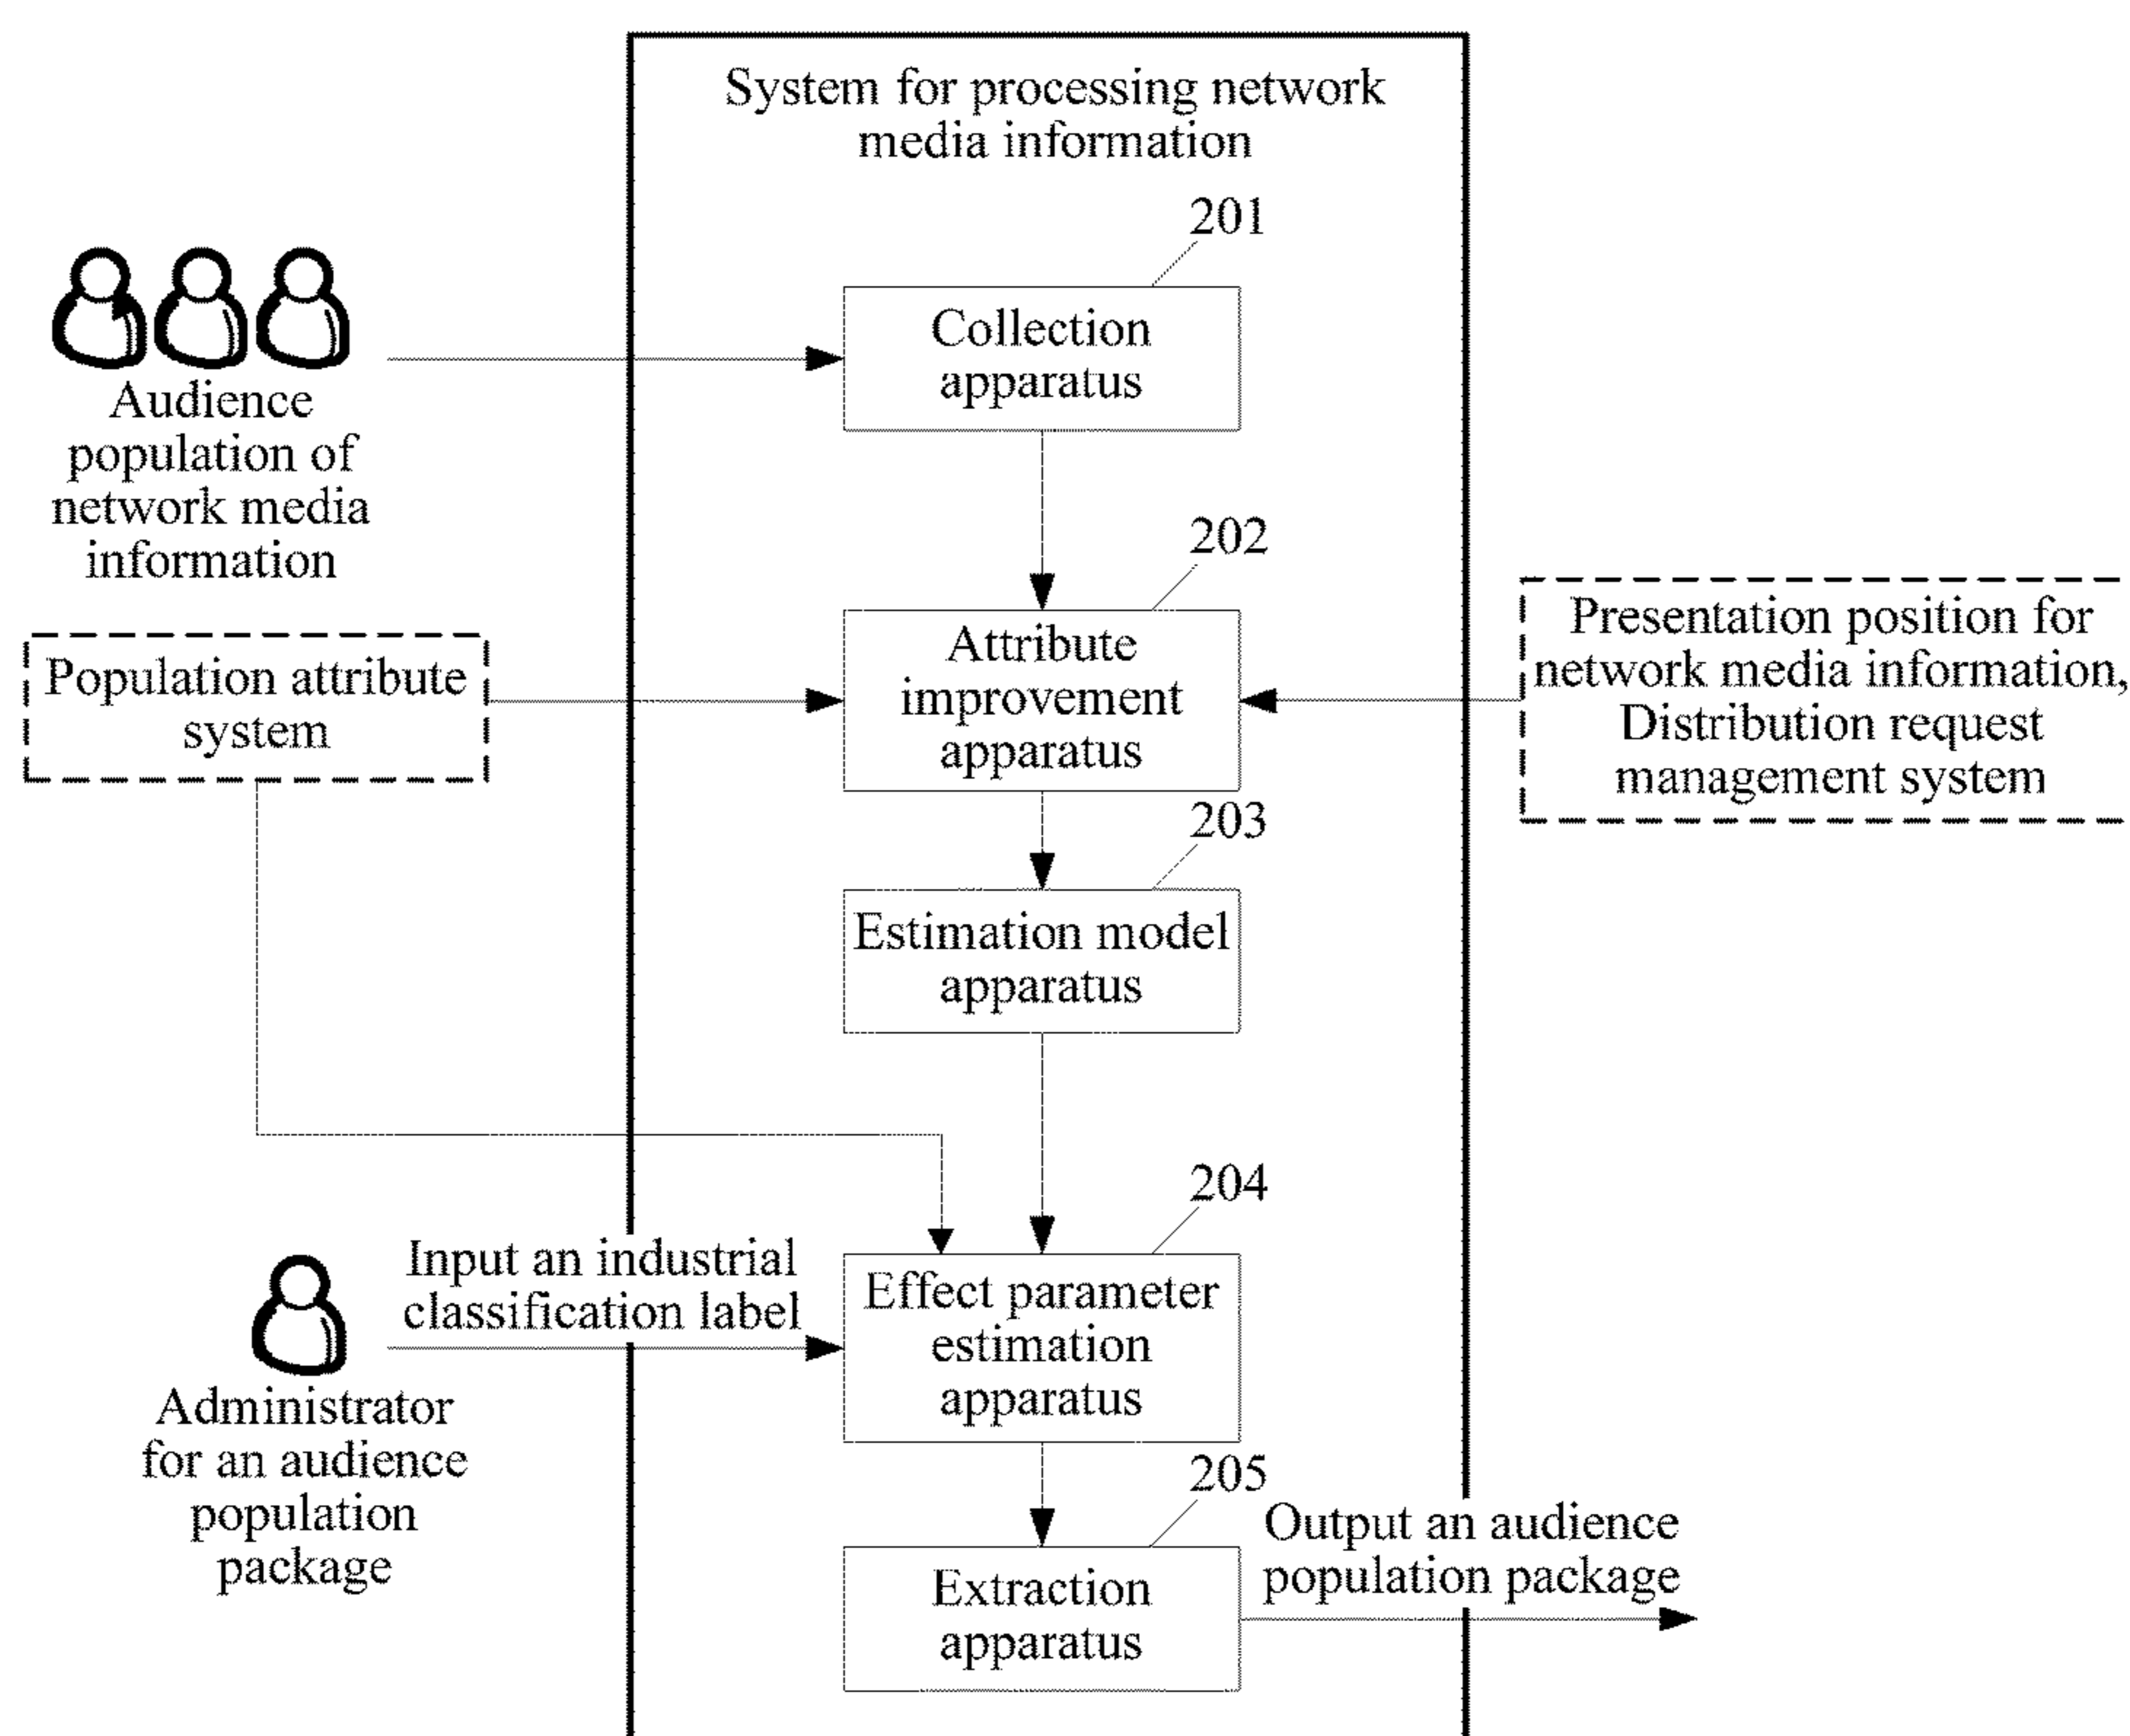 System for processing network
media information
201
Collection
apparatus
Audience
population of
network media
information
202
Attribute
improvement
apparatus
Population attribute
system
Presentation position for
network media information,
Distribution request
management system
203
Estimation model
apparatus
204
Input an industrial
classification label
Effect parameter
estimation
apparatus
Administrator
for an audience
population
package
205
Output an audience
population package
Extraction
apparatus